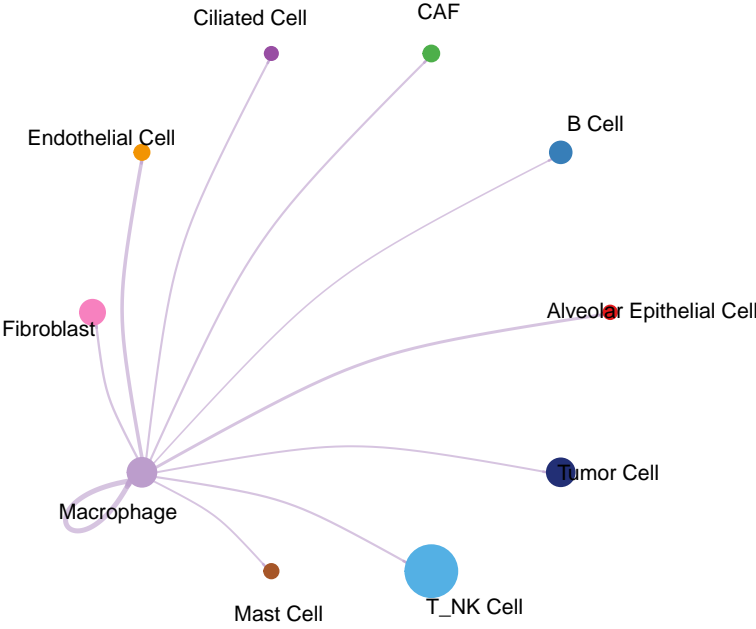 CAF
Ciliated Cell
B Cell
Endothelial Cell
Alveolar Epithelial Cell
Fibroblast
Tumor Cell
Macrophage
T_NK Cell
Mast Cell